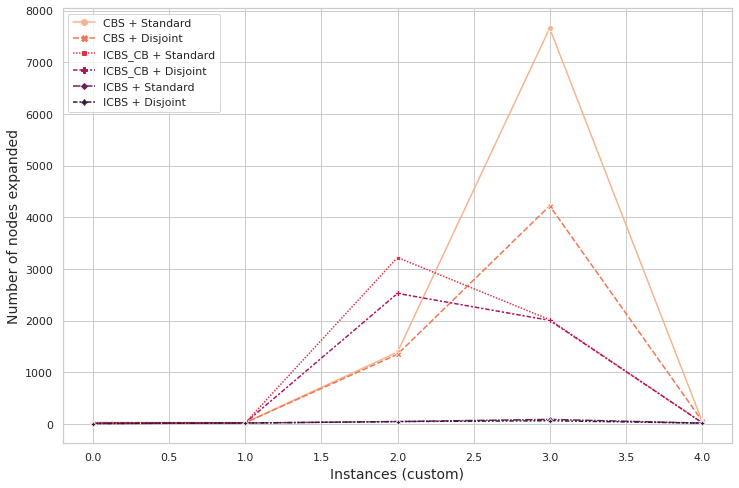 CBS + Standard
CBS + Disjoint
ICBS_CB + Standard
ICBS_CB + Disjoint
ICBS + Standard
ICBS + Disjoint
Number of nodes expanded
8000
7000
6000
5000
4000
3000
2000
1000
0
0.0 0.5 1.0 1.5 2.0 2.5 3.0 3.5 4.0
Instances (custom)